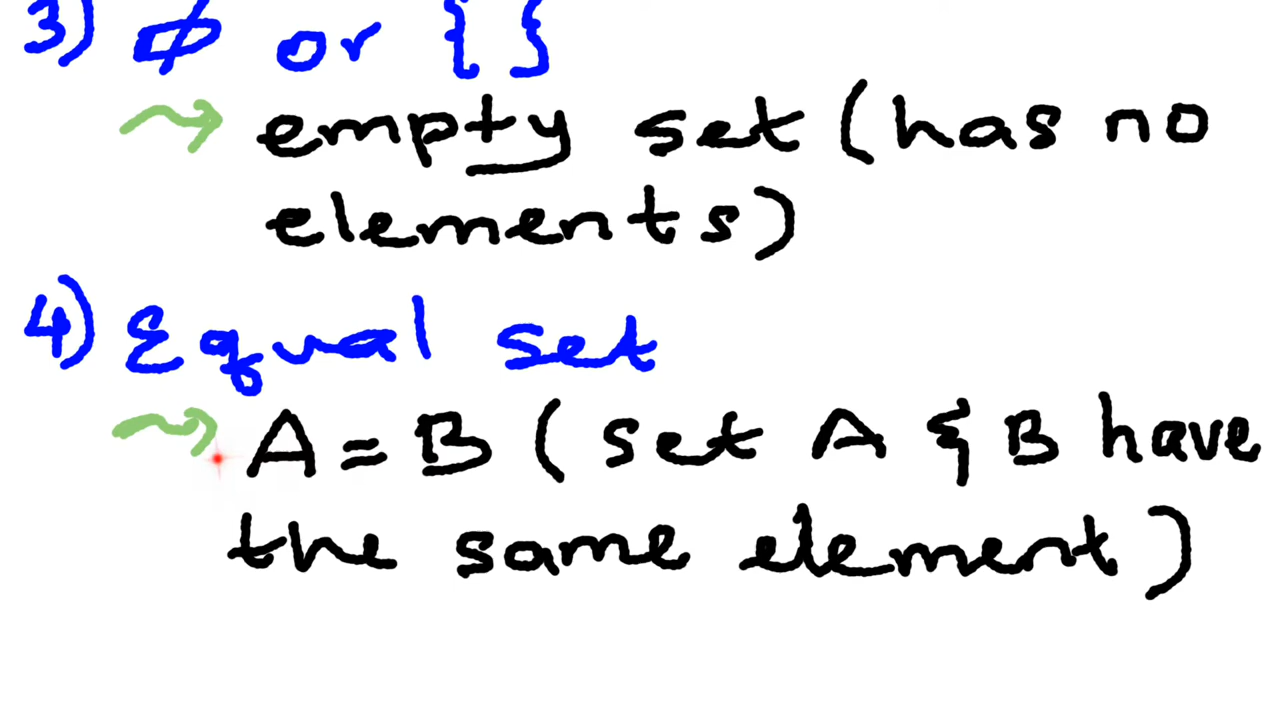 3) ∅ or { }
empty set (has no
elements)
4) Equal set
A = B ( set A & B have
the same element)